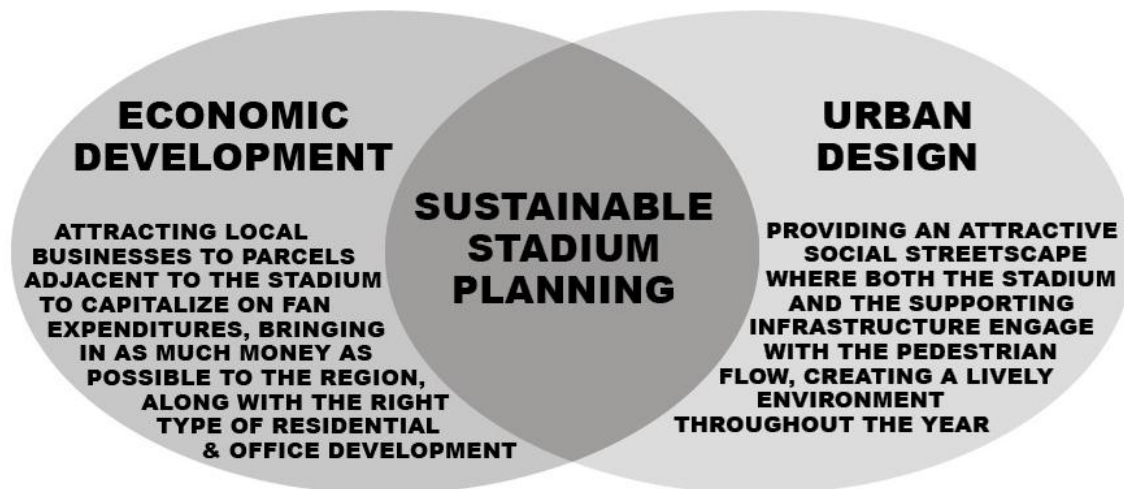 ECONOMIC
DEVELOPMENT
ATTRACTING LOCAL
BUSINESSES TO PARCELS
ADJACENT TO THE STADIUM
TO CAPITALIZE ON FAN
EXPENDITURES, BRINGING
IN AS MUCH MONEY AS
POSSIBLE TO THE REGION,
ALONG WITH THE RIGHT
TYPE OF RESIDENTIAL
& OFFICE DEVELOPMENT
SUSTAINABLE
STADIUM
PLANNING
URBAN
DESIGN
PROVIDING AN ATTRACTIVE
SOCIAL STREETSCAPE
WHERE BOTH THE STADIUM
AND THE SUPPORTING
INFRASTRUCTURE ENGAGE
WITH THE PEDESTRIAN
FLOW, CREATING A LIVELY
ENVIRONMENT
THROUGHOUT THE YEAR